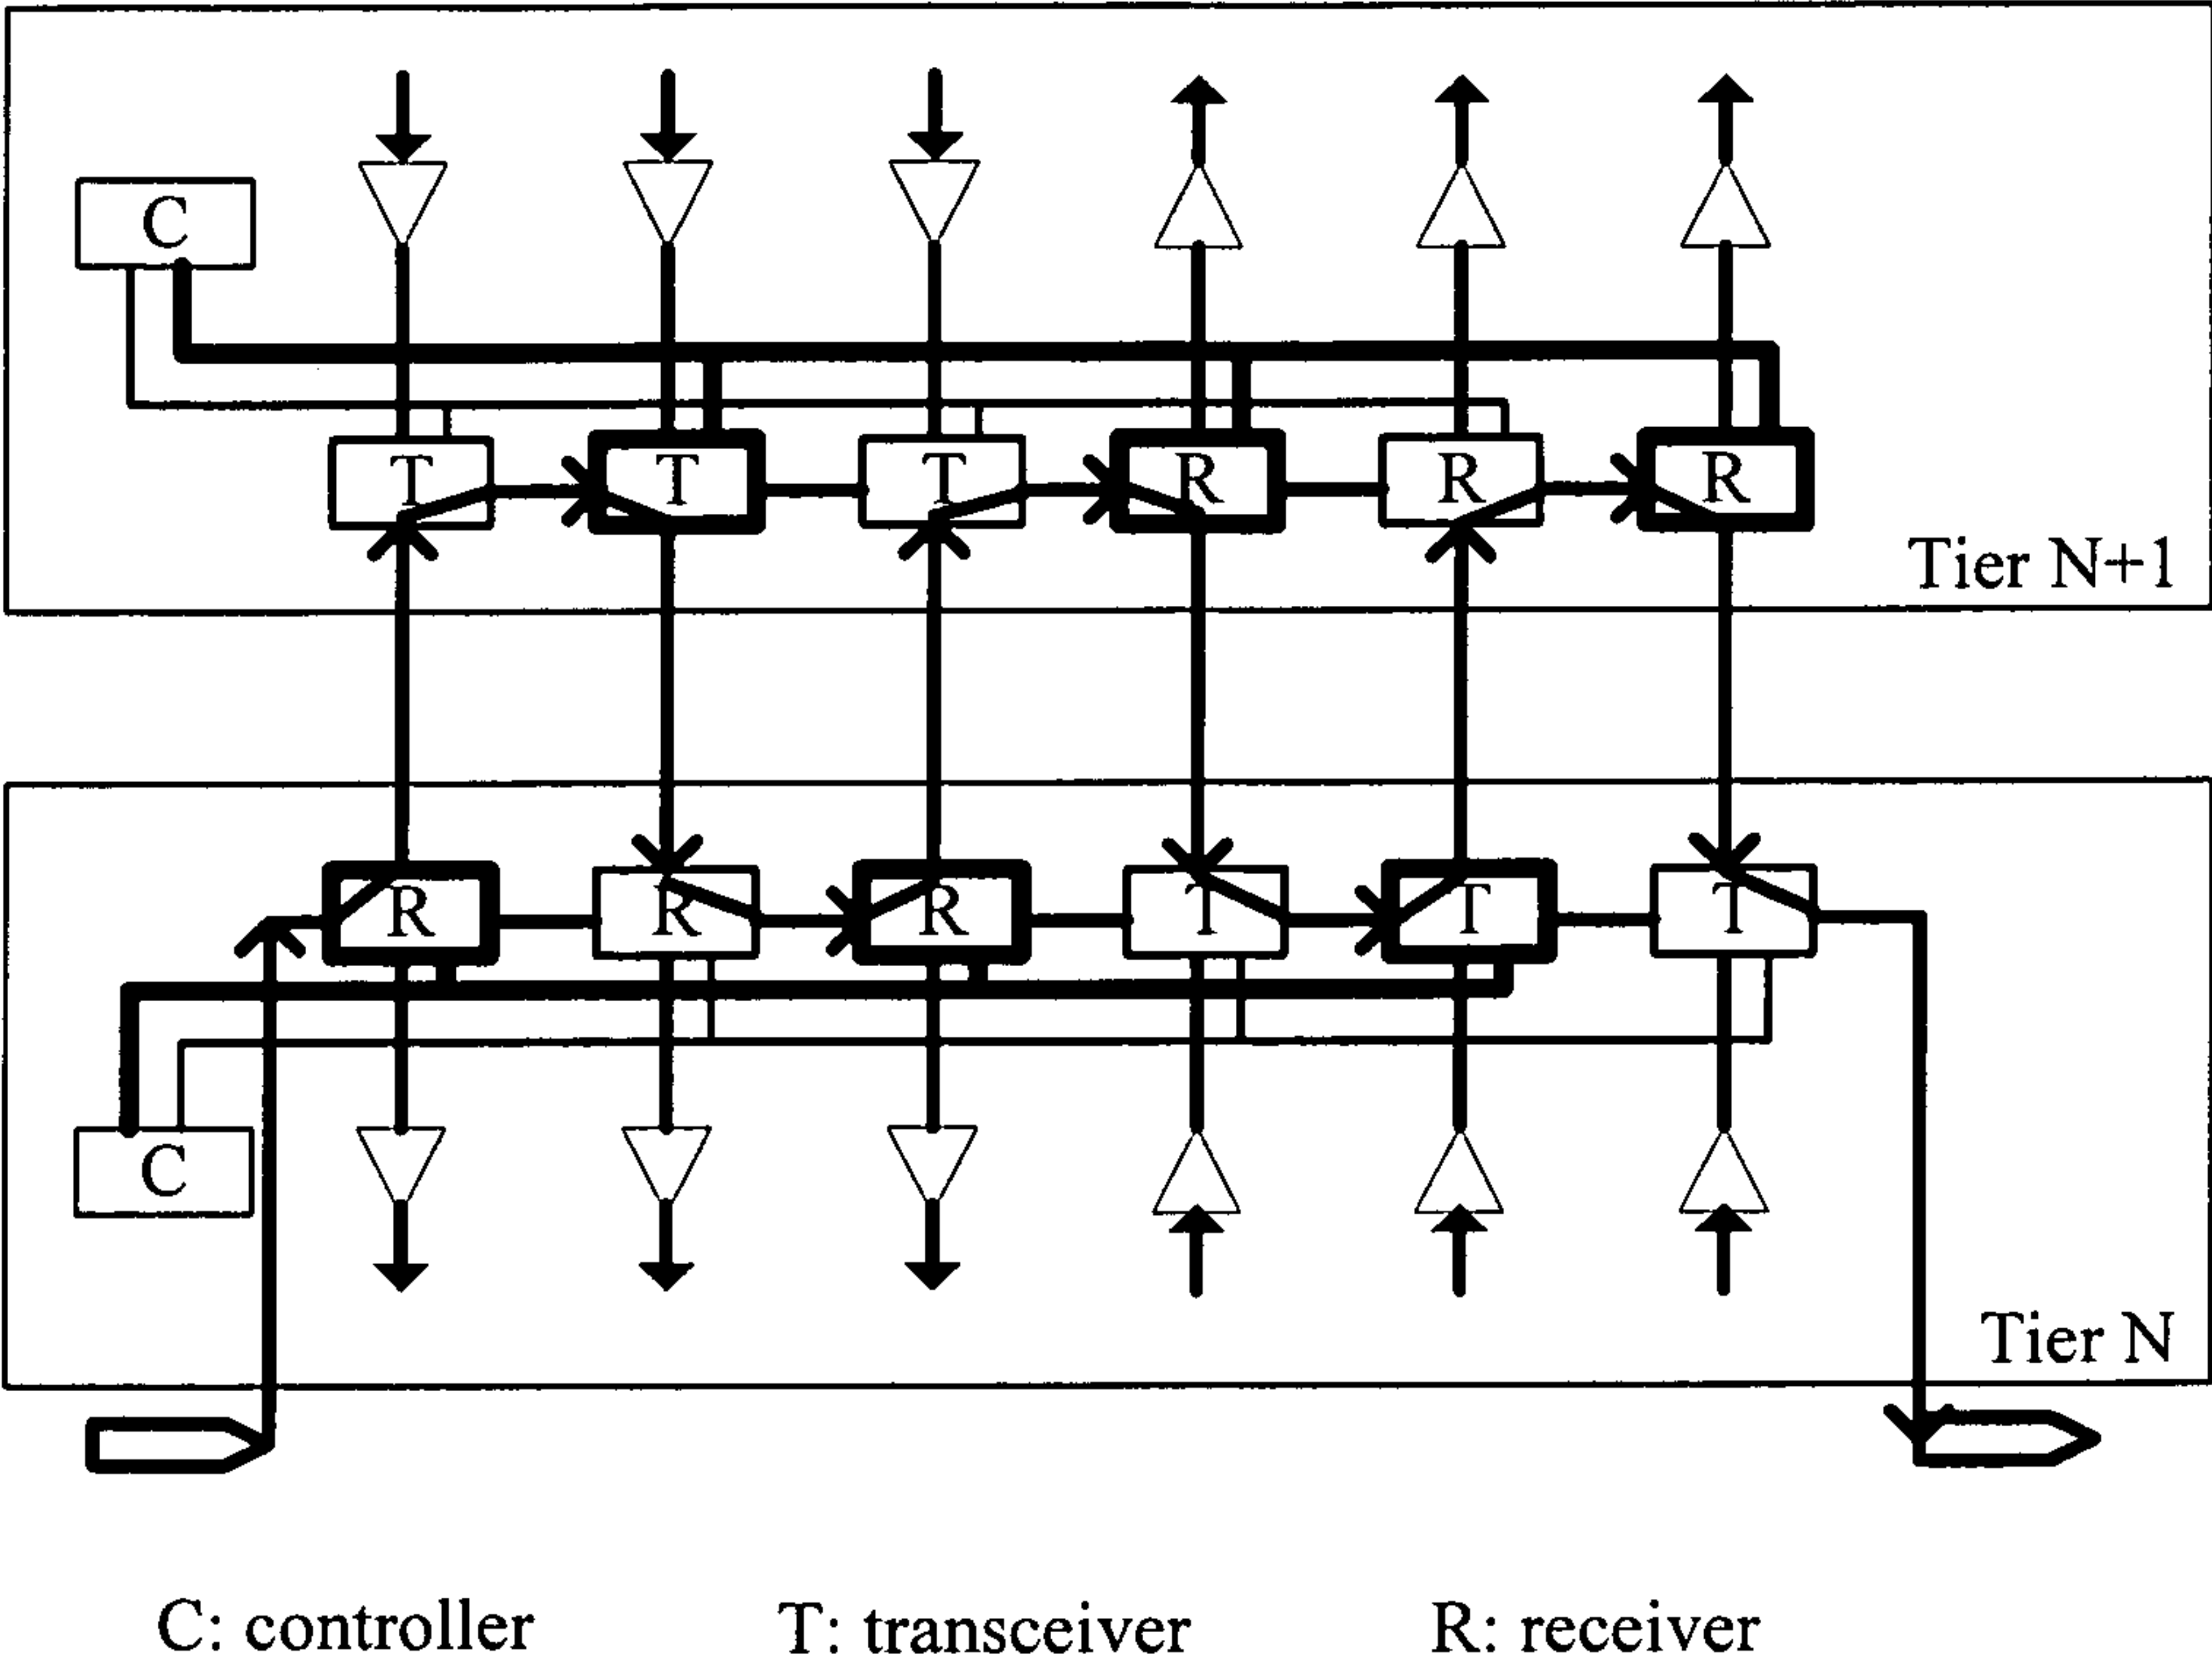 C
T T T R R R
Tier N+1
R R R T T T
C
Tier N
C: controller T: transceiver R: receiver